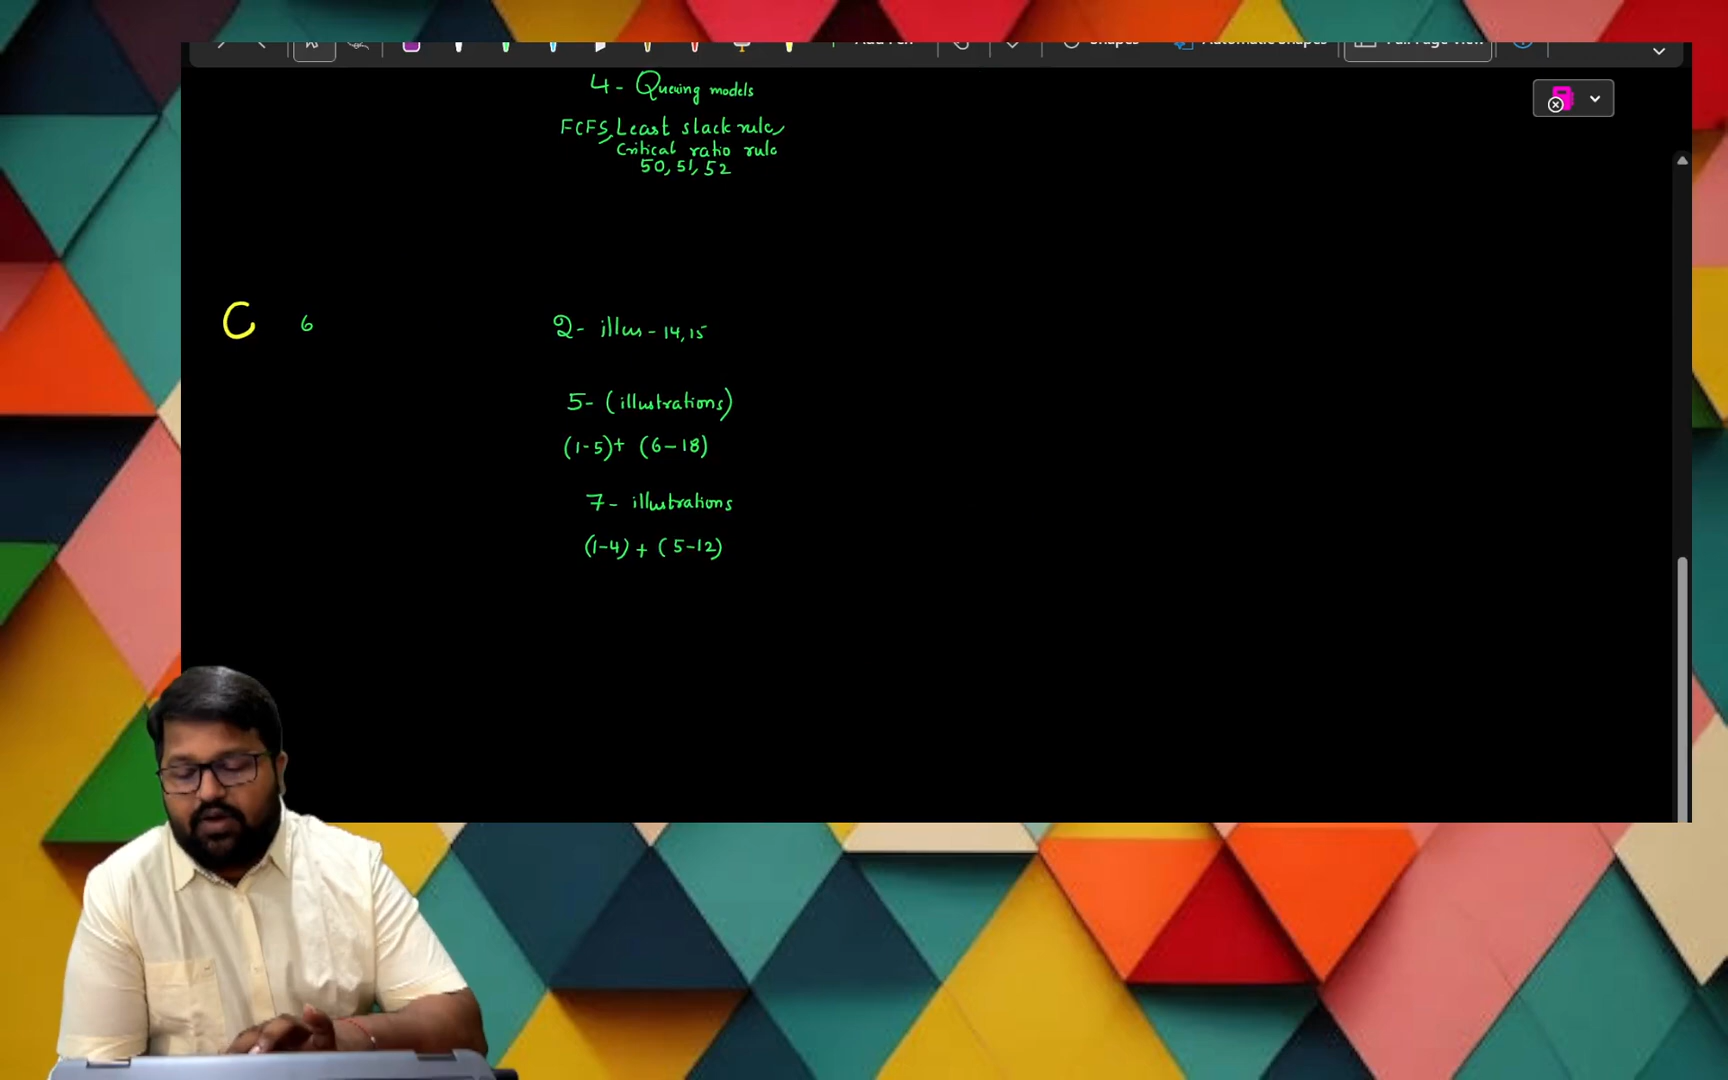 4 - Queuing models
FCFS, Least slack rule,
Critical ratio rule
50, 51, 52
C 6 2 - illus - 14, 15
5 - (illustrations)
(1-5) + (6-18)
7 - illustrations
(1-4) + (5-12)